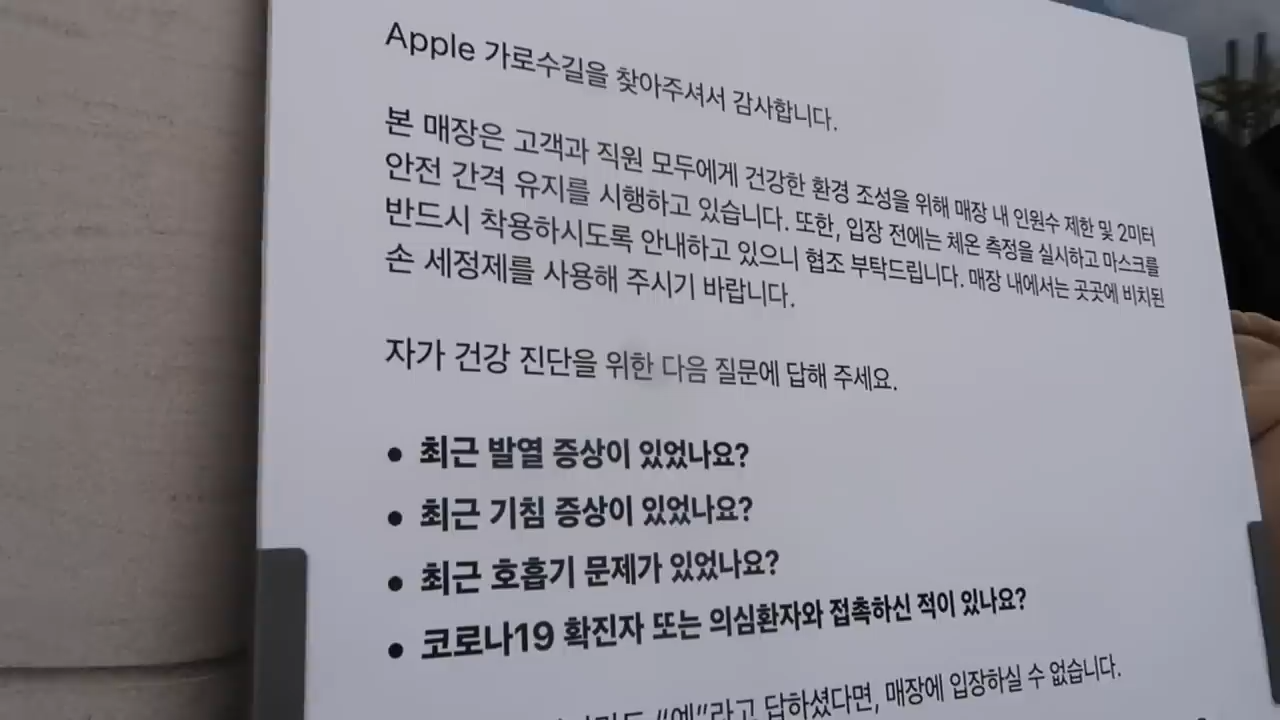 Apple 가로수길을 찾아주셔서 감사합니다.
본 매장은 고객과 직원 모두에게 건강한 환경 조성을 위해 매장 내 인원수 제한 및 2미터
안전 간격 유지를 시행하고 있습니다. 또한, 입장 전에는 체온 측정을 실시하고 마스크를
반드시 착용하시도록 안내하고 있으니 협조 부탁드립니다. 매장 내에서는 곳곳에 비치된
손 세정제를 사용해 주시기 바랍니다.
자가 건강 진단을 위한 다음 질문에 답해 주세요.
• 최근 발열 증상이 있었나요?
• 최근 기침 증상이 있었나요?
• 최근 호흡기 문제가 있었나요?
• 코로나19 확진자 또는 의심환자와 접촉하신 적이 있나요?
“예”라고 답하셨다면, 매장에 입장하실 수 없습니다.